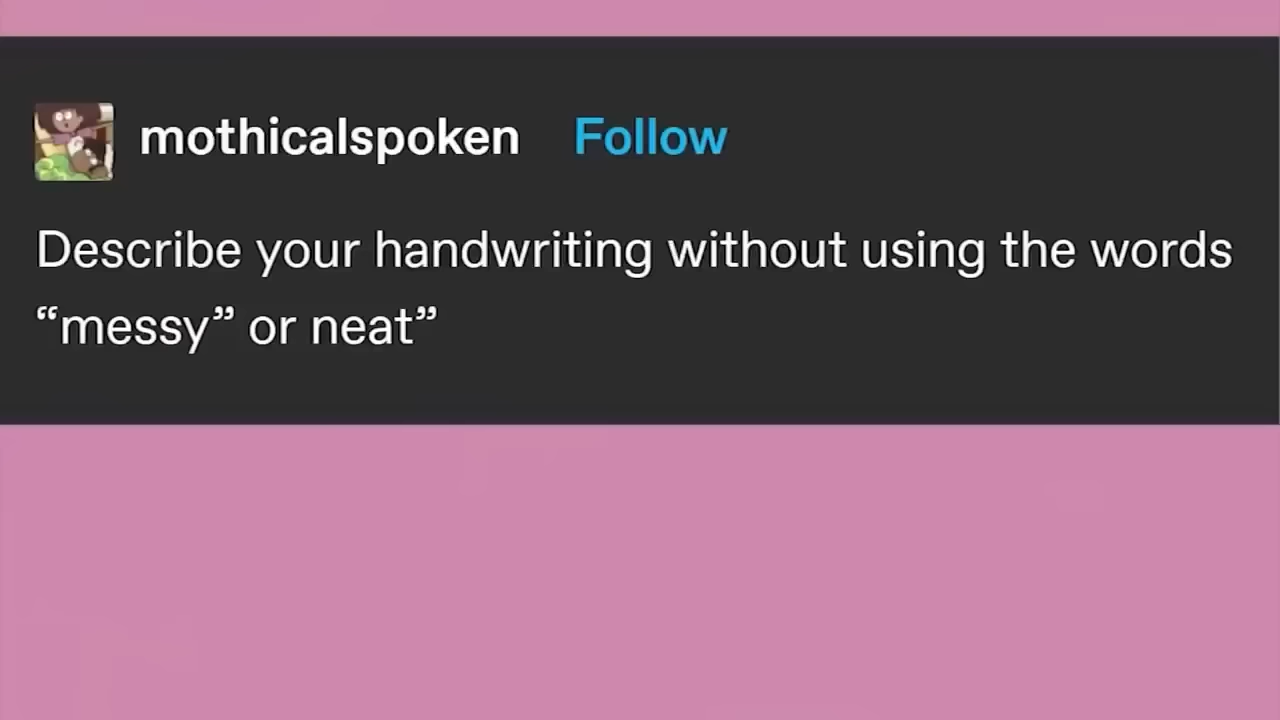 mothicalspoken Follow
Describe your handwriting without using the words
“messy” or neat”